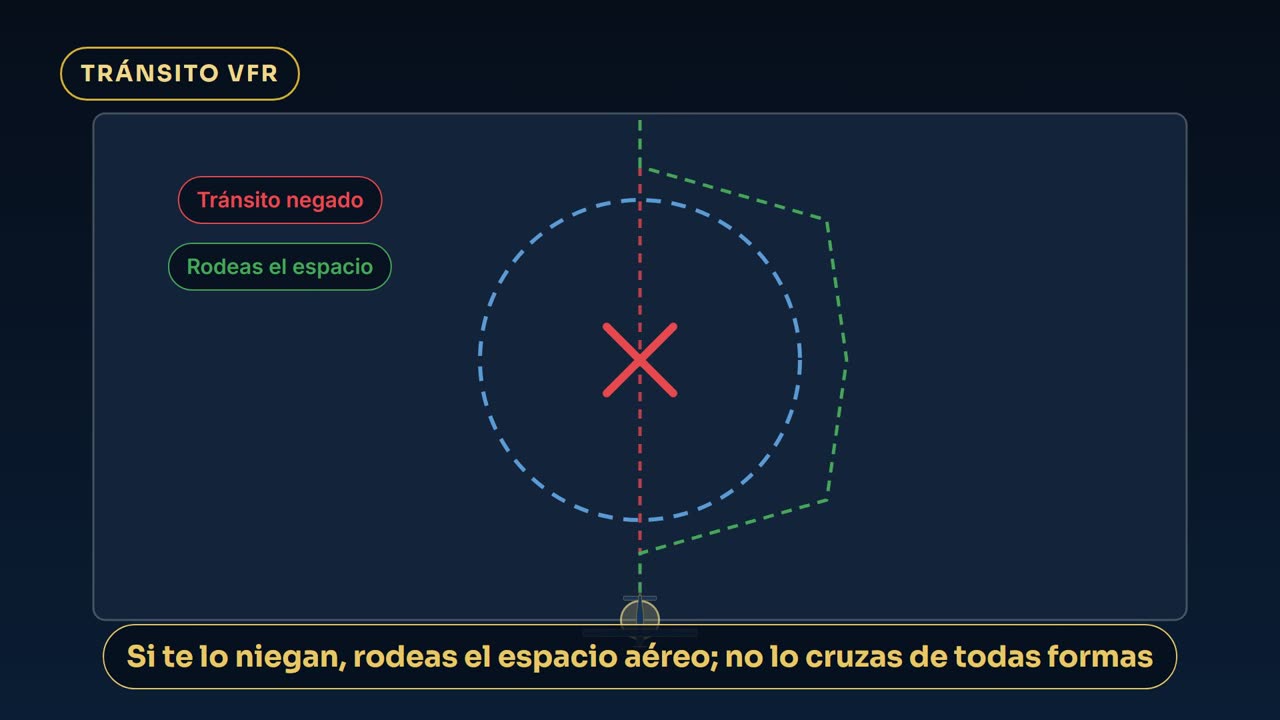 TRÁNSITO VFR
Tránsito negado
Rodeas el espacio
Si te lo niegan, rodeas el espacio aéreo; no lo cruzas de todas formas